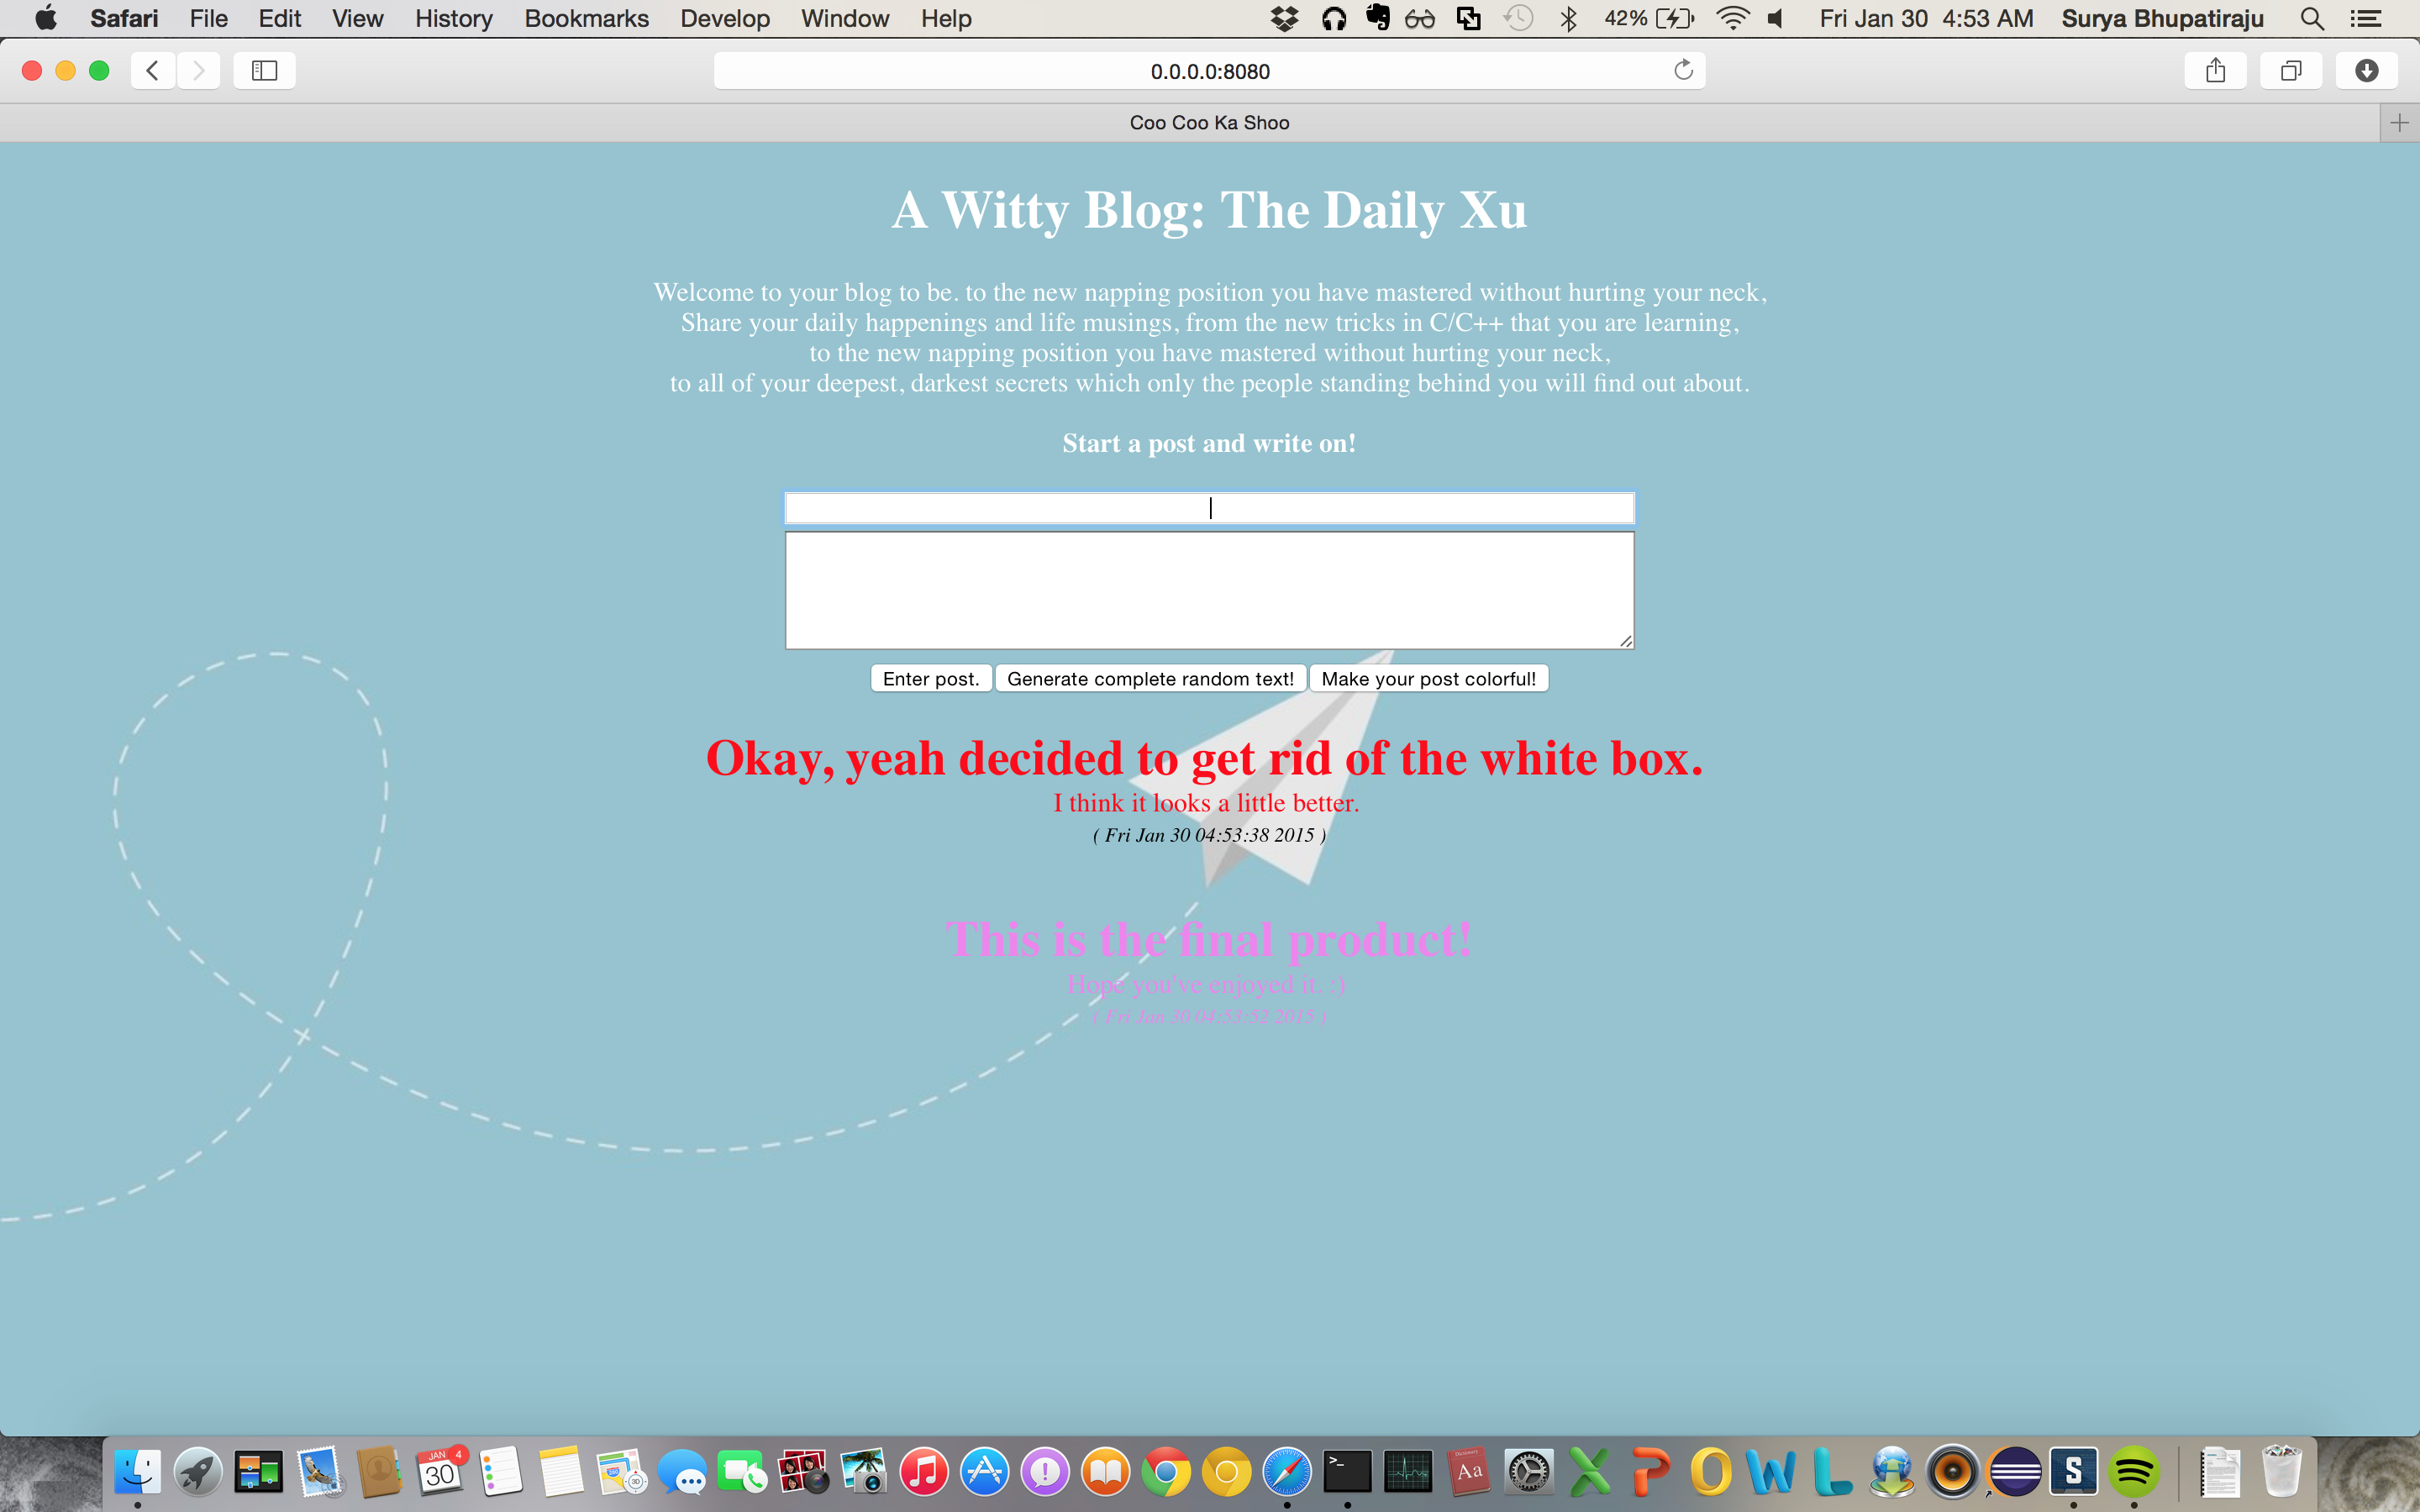 Safari File Edit View History Bookmarks Develop Window Help 42% Fri Jan 30 4:53 AM Surya Bhupatiraju
0.0.0.0:8080
Coo Coo Ka Shoo
A Witty Blog: The Daily Xu
Welcome to your blog to be. to the new napping position you have mastered without hurting your neck,
Share your daily happenings and life musings, from the new tricks in C/C++ that you are learning,
to the new napping position you have mastered without hurting your neck,
to all of your deepest, darkest secrets which only the people standing behind you will find out about.
Start a post and write on!
Enter post. Generate complete random text! Make your post colorful!
Okay, yeah decided to get rid of the white box.
I think it looks a little better.
( Fri Jan 30 04:53:38 2015 )
This is the final product!
Hope you've enjoyed it. :)
( Fri Jan 30 04:53:52 2015 )
JAN 4
30 3D >_ Aa X P O W L S